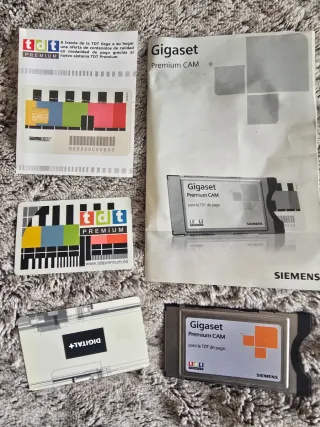 tdt
PREMIUM
A través de la TDT llega a su hogar
una oferta de contenidos de calidad
en modalidad de pago gracias al
nuevo sistema TDT Premium
Gigaset
Premium CAM
Gigaset
Premium CAM
para la TDT de pago
SIEMENS
SIEMENS
tdt
PREMIUM
www.tdtpremium.es
DIGITAL+
Gigaset
Premium CAM
para la TDT de pago
SIEMENS